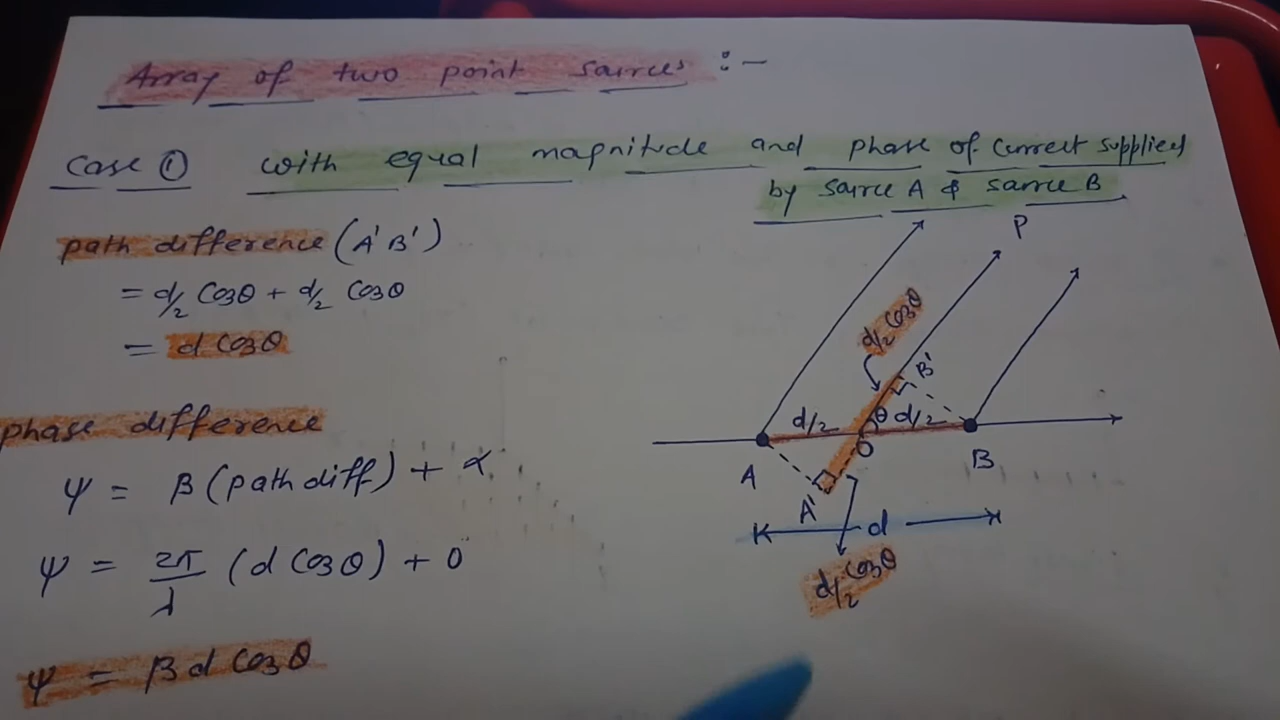 Array of two point sources :-
Case ① with equal magnitude and phase of current supplied
by source A & source B
path difference (A'B')
= d/2 Cosθ + d/2 Cosθ
= d Cosθ
phase difference
ψ = β (path diff) + α
ψ = 2π/λ (d Cosθ) + 0
ψ = β d Cosθ
P
d/2 Cosθ
B'
d/2
θ
d/2
O
A
B
A'
d
d/2 Cosθ